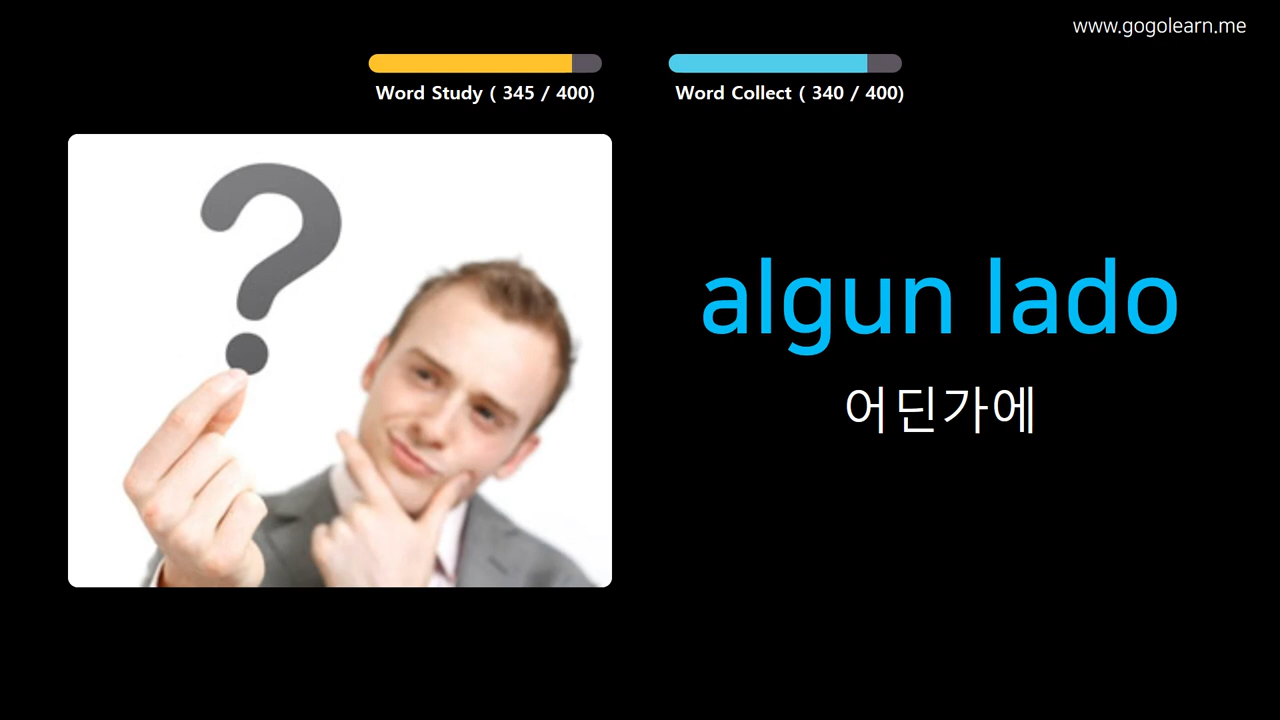 www.gogolearn.me
Word Study ( 345 / 400)
Word Collect ( 340 / 400)
?
algun lado
어딘가에